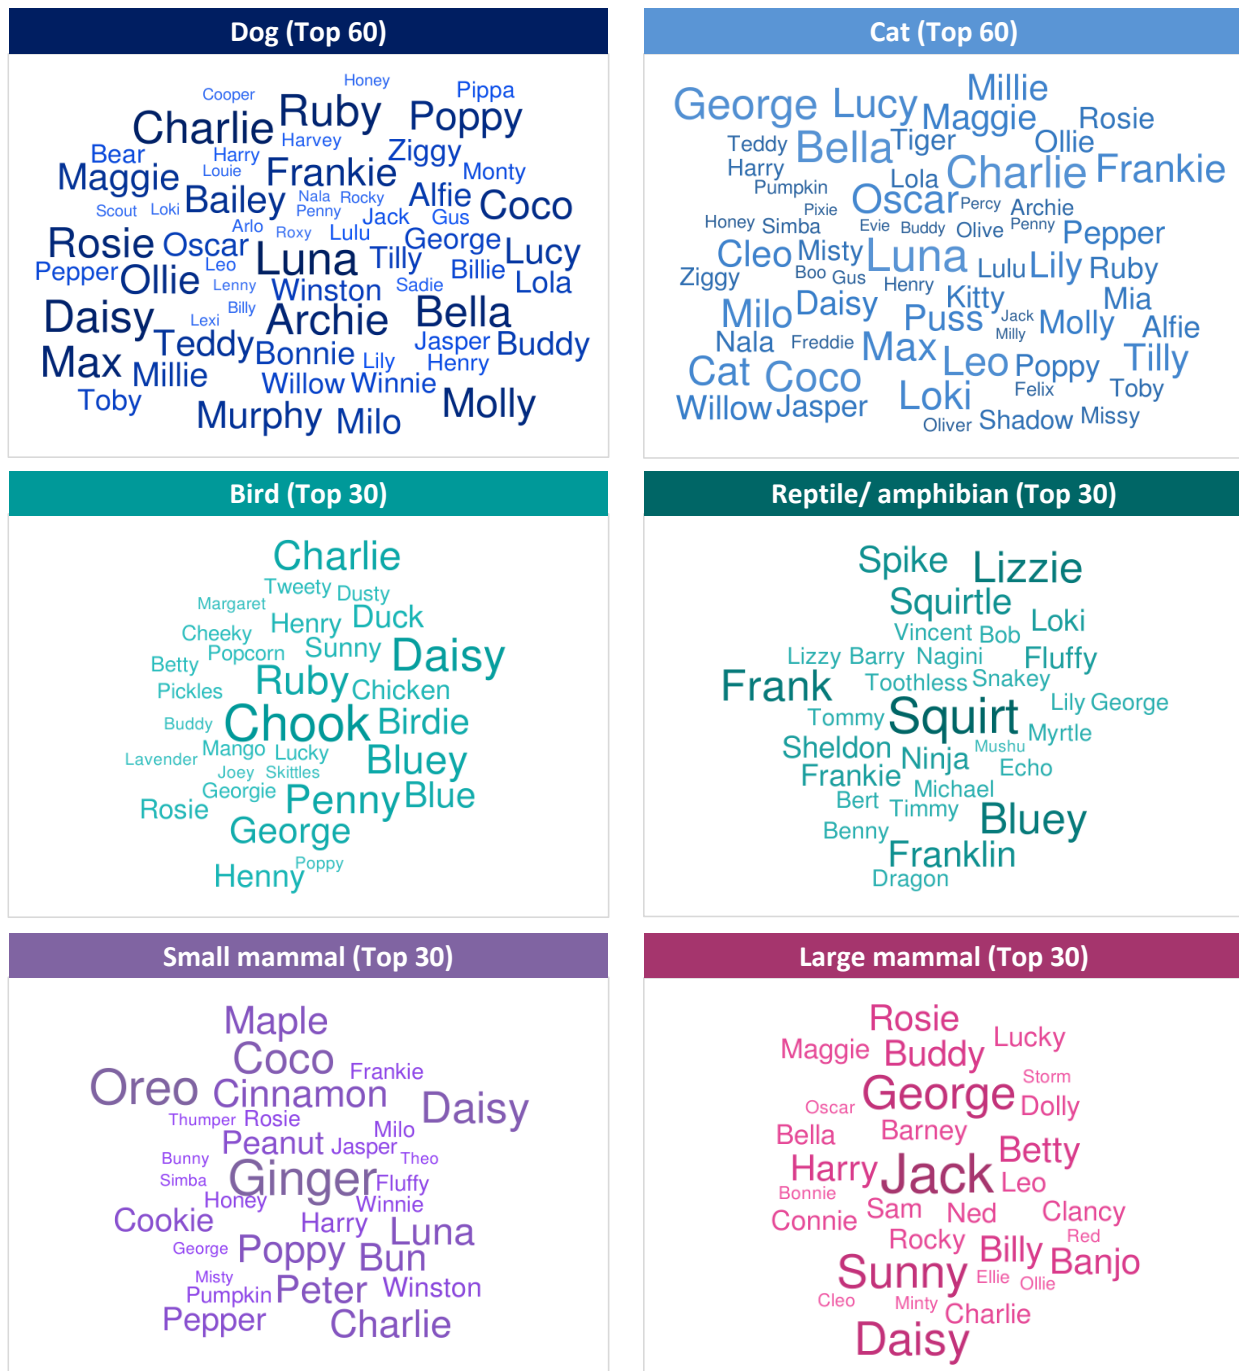 Dog (Top 60)
Honey
Cooper
Pippa
Charlie Ruby Poppy
Harvey
Bear Harry Ziggy
Maggie Louie Frankie Monty
Scout Loki Bailey Nala Rocky Alfie Coco
Penny Jack Gus
Arlo Roxy Lulu
Rosie Oscar George Lucy
Pepper Ollie Leo Luna Tilly Billie Lola
Lenny Winston Sadie
Daisy Billy Archie Bella
Lexi
Max Teddy Bonnie Lily Jasper Buddy
Millie Henry
Toby Willow Winnie
Murphy Milo Molly
Cat (Top 60)
Millie
George Lucy Maggie Rosie
Teddy Bella Tiger Ollie
Harry Lola Charlie Frankie
Pumpkin Pixie Oscar Percy Archie
Honey Simba Evie Buddy Olive Penny Pepper
Cleo Misty Luna Lulu Lily Ruby
Ziggy Boo Gus Henry
Milo Daisy Kitty Mia
Puss Jack Molly Alfie
Milly
Nala Freddie Max Leo Poppy Tilly
Cat Coco Loki Felix Toby
Willow Jasper Oliver Shadow Missy
Bird (Top 30)
Charlie
Tweety Dusty
Margaret
Cheeky Henry Duck
Betty Popcorn Sunny Daisy
Pickles Ruby Chicken
Buddy Chook Birdie
Lavender Mango Lucky Bluey
Joey Skittles
Georgie Penny Blue
Rosie
George
Poppy
Henny
Reptile/ amphibian (Top 30)
Spike Lizzie
Squirtle Loki
Vincent Bob
Lizzy Barry Nagini Fluffy
Frank Toothless Snakey
Lily George
Tommy Squirt Myrtle
Sheldon Ninja Mushu
Frankie Echo
Michael
Bert Timmy Bluey
Benny
Franklin
Dragon
Small mammal (Top 30)
Maple
Coco Frankie
Oreo Cinnamon Daisy
Thumper Rosie Milo
Peanut Jasper
Bunny Theo
Simba Ginger Fluffy
Honey Winnie
Cookie Harry Luna
George Poppy Bun
Misty
Pumpkin Peter Winston
Pepper Charlie
Large mammal (Top 30)
Rosie Lucky
Maggie Buddy
Storm
George
Oscar Dolly
Bella Barney Betty
Harry Jack Leo
Bonnie
Connie Sam Ned Clancy
Rocky Billy Red
Banjo
Sunny Ellie Ollie
Cleo Minty Charlie
Daisy